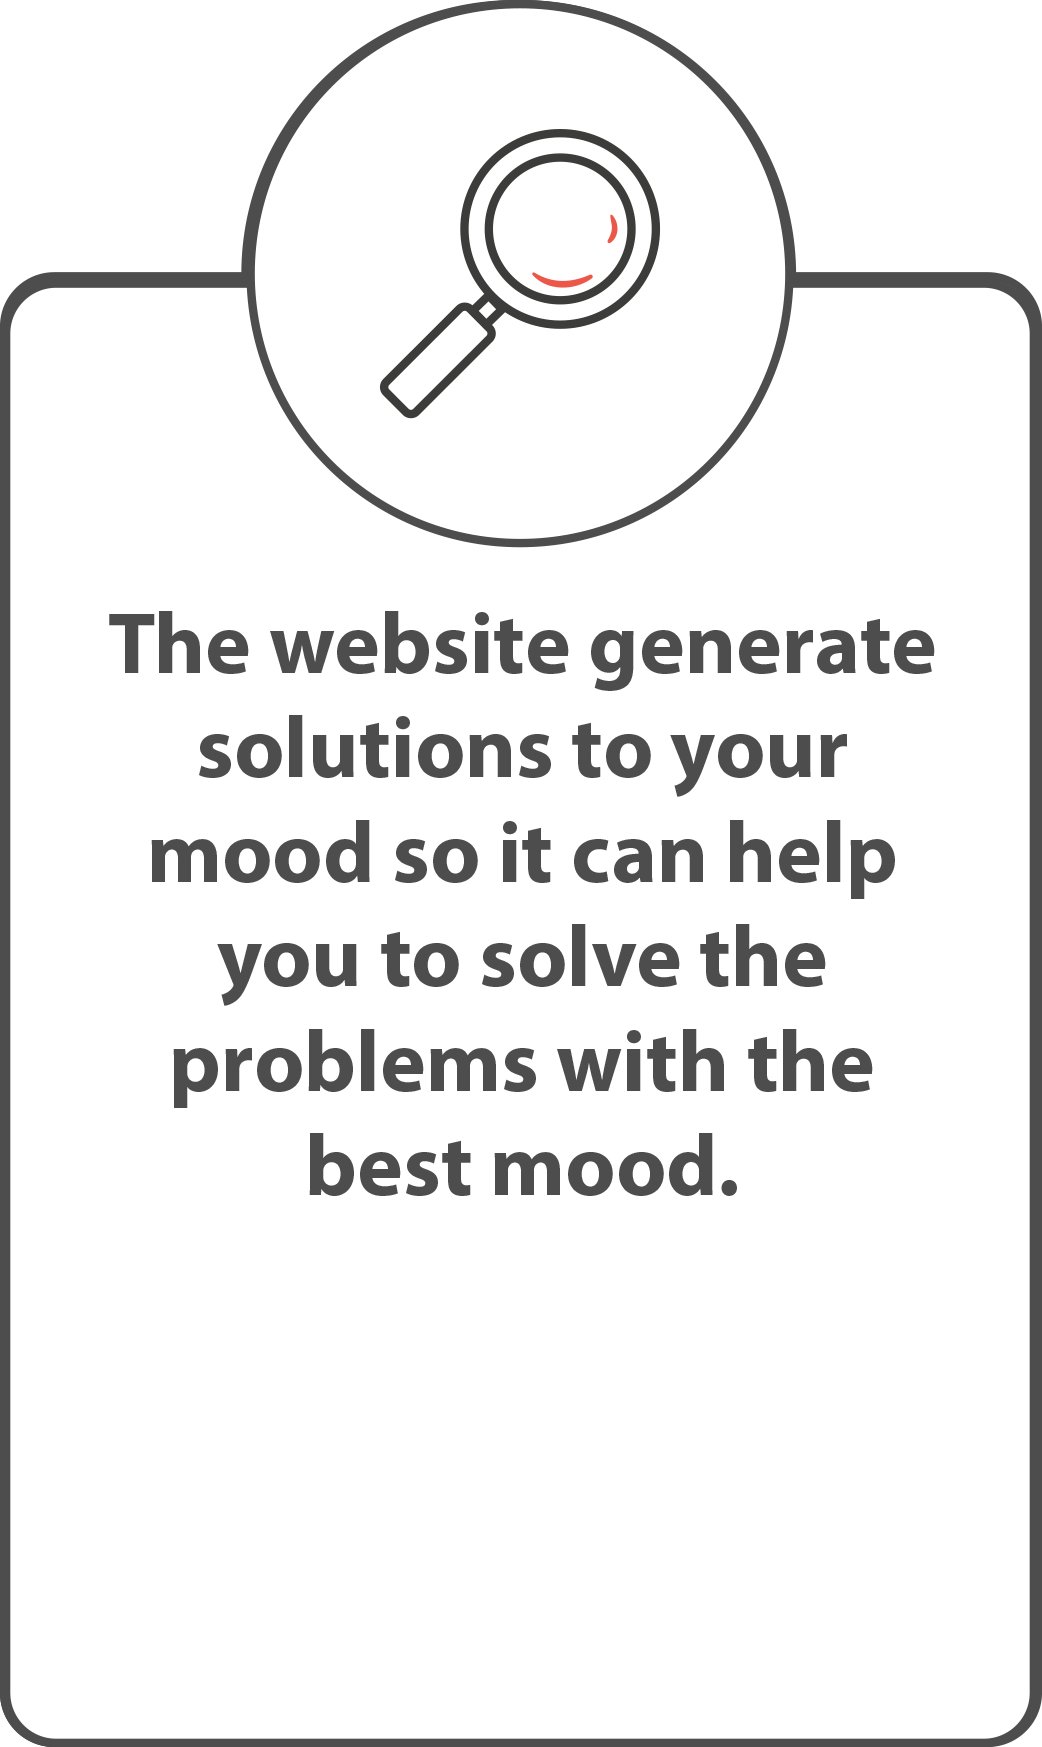 The website generate
solutions to your
mood so it can help
you to solve the
problems with the
best mood.